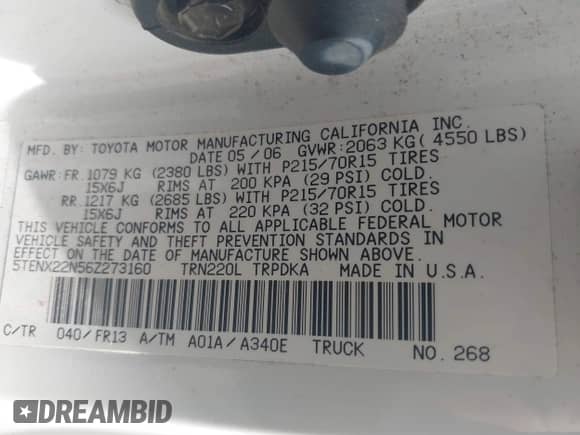 MFD. BY: TOYOTA MOTOR MANUFACTURING CALIFORNIA INC.
DATE 05 / 06 GVWR: 2063 KG( 4550 LBS)
GAWR: FR. 1079 KG (2380 LBS) WITH P215/70R15 TIRES
15X6J RIMS AT 200 KPA (29 PSI) COLD.
RR. 1217 KG (2685 LBS) WITH P215/70R15 TIRES
15X6J RIMS AT 220 KPA (32 PSI) COLD.
THIS VEHICLE CONFORMS TO ALL APPLICABLE FEDERAL MOTOR
VEHICLE SAFETY AND THEFT PREVENTION STANDARDS IN
EFFECT ON THE DATE OF MANUFACTURE SHOWN ABOVE.
5TENX22N56Z273160 TRN220L TRPDKA MADE IN U.S.A.
C/TR 040/FR13 A/TM A01A/A340E TRUCK NO. 268
DREAMBID